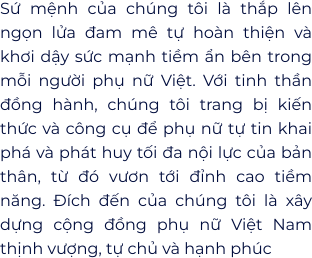 Sứ mệnh của chúng tôi là thắp lên
ngọn lửa đam mê tự hoàn thiện và
khơi dậy sức mạnh tiềm ẩn bên trong
mỗi người phụ nữ Việt. Với tinh thần
đồng hành, chúng tôi trang bị kiến
thức và công cụ để phụ nữ tự tin khai
phá và phát huy tối đa nội lực của bản
thân, từ đó vươn tới đỉnh cao tiềm
năng. Đích đến của chúng tôi là xây
dựng cộng đồng phụ nữ Việt Nam
thịnh vượng, tự chủ và hạnh phúc